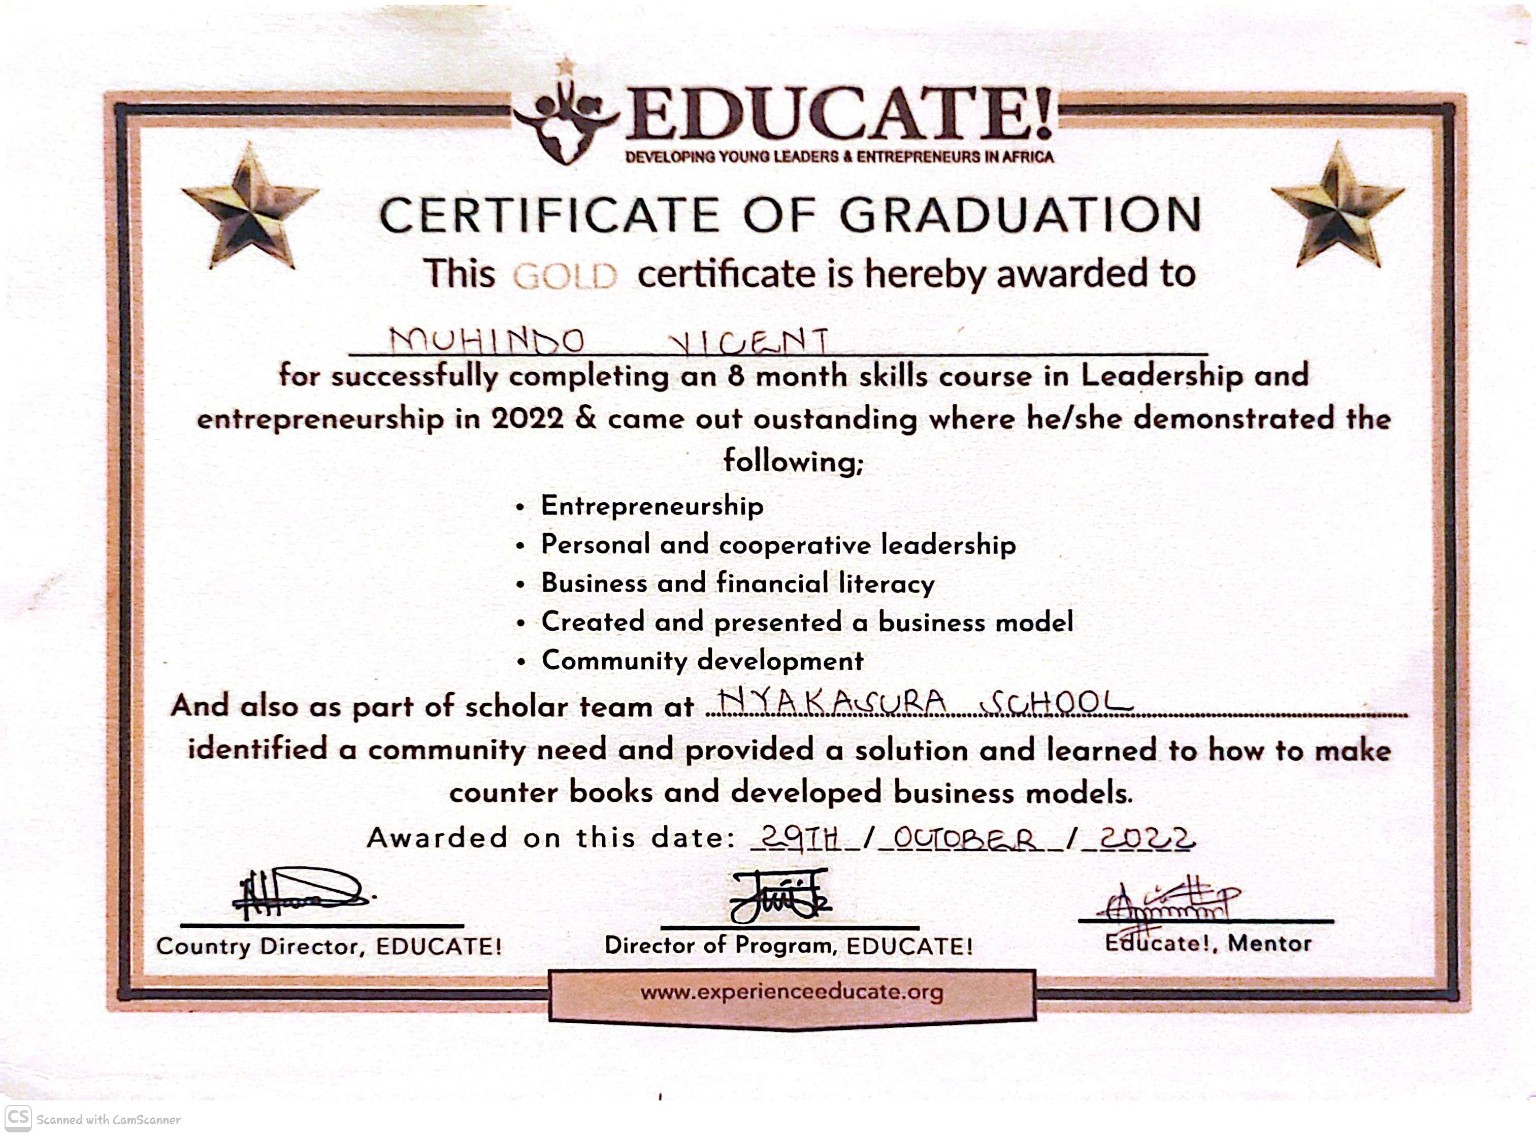 EDUCATE!
DEVELOPING YOUNG LEADERS & ENTREPRENEURS IN AFRICA
CERTIFICATE OF GRADUATION
This GOLD certificate is hereby awarded to
MUHINDO VICENT
for successfully completing an 8 month skills course in Leadership and
entrepreneurship in 2022 & came out oustanding where he/she demonstrated the
following;
• Entrepreneurship
• Personal and cooperative leadership
• Business and financial literacy
• Created and presented a business model
• Community development
And also as part of scholar team at NYAKASURA SCHOOL
identified a community need and provided a solution and learned to how to make
counter books and developed business models.
Awarded on this date: 29TH / OCTOBER / 2022
Country Director, EDUCATE! Director of Program, EDUCATE! Educate!, Mentor
www.experienceeducate.org
CS Scanned with CamScanner